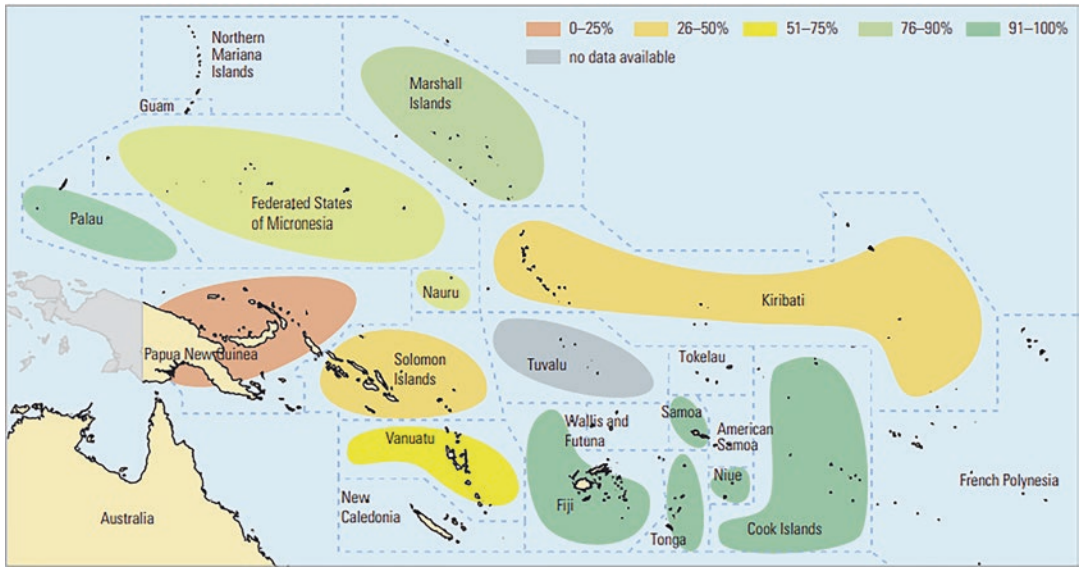 0–25%
26–50%
51–75%
76–90%
91–100%
no data available
Northern
Mariana
Islands
Guam
Marshall
Islands
Federated States
of Micronesia
Palau
Nauru
Kiribati
Papua New Guinea
Solomon
Islands
Tuvalu
Tokelau
Wallis and
Futuna
Samoa
American
Samoa
Vanuatu
Niue
French Polynesia
New
Caledonia
Fiji
Australia
Tonga
Cook Islands